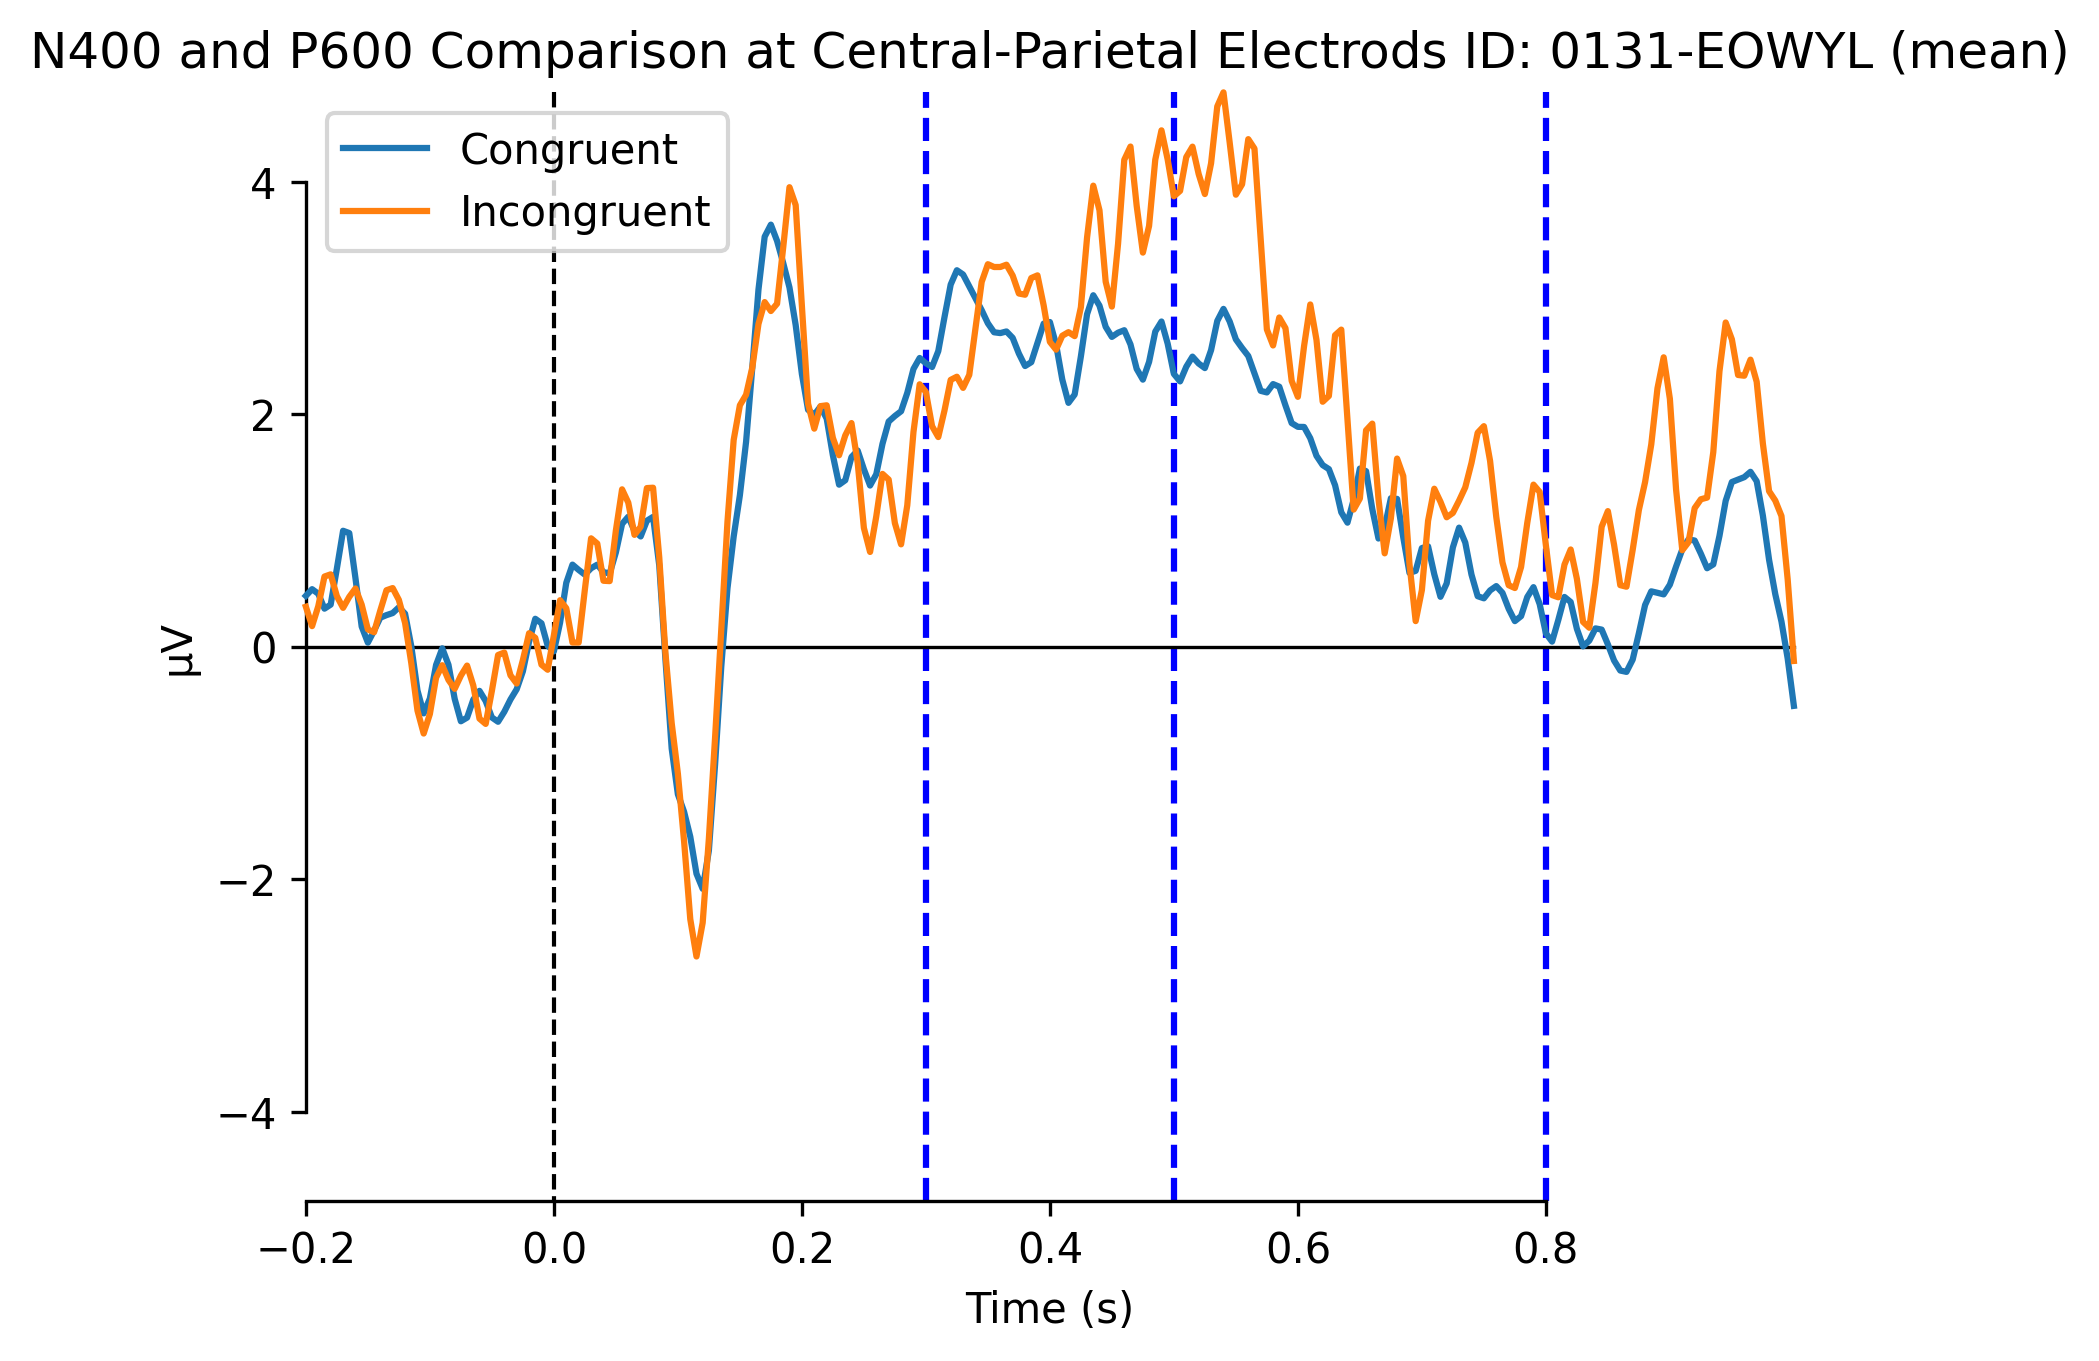 N400 and P600 Comparison at Central-Parietal Electrods ID: 0131-EOWYL (mean)
Congruent
Incongruent
4
2
0
−2
−4
µV
−0.2 0.0 0.2 0.4 0.6 0.8
Time (s)